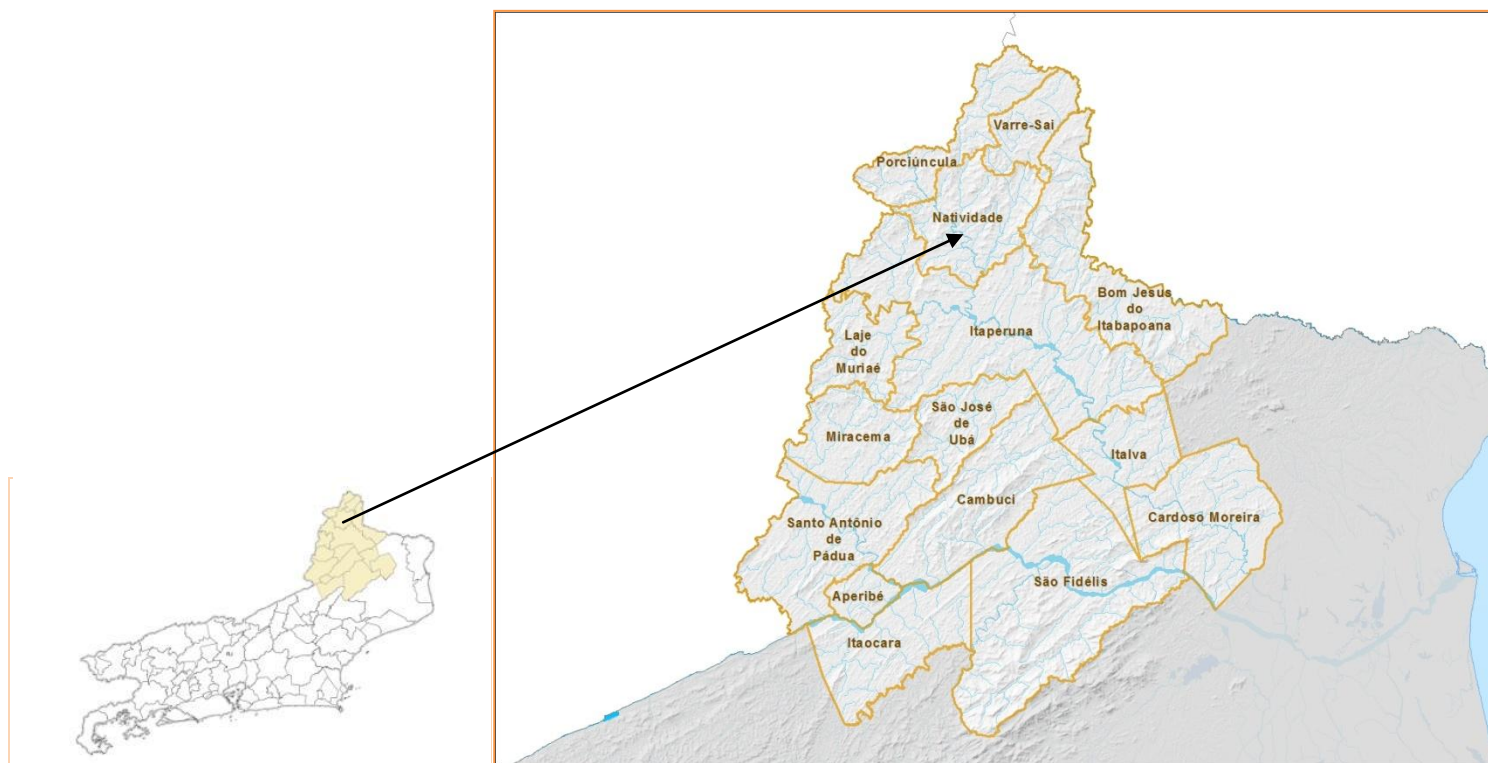 Varre-Sai
Porciúncula
Natividade
Bom Jesus
do
Itabapoana
Itaperuna
Laje
do
Muriaé
São José
de
Ubá
Miracema
Italva
Cambuci
Cardoso Moreira
Santo Antônio
de
Pádua
São Fidélis
Aperibé
Itaocara